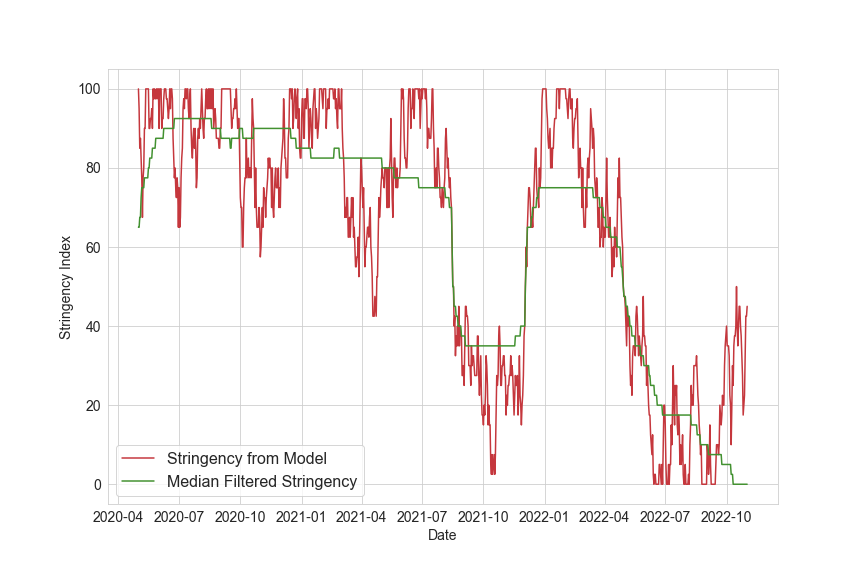 100
80
60
40
20
0
Stringency Index
Stringency from Model
Median Filtered Stringency
2020-04 2020-07 2020-10 2021-01 2021-04 2021-07 2021-10 2022-01 2022-04 2022-07 2022-10
Date